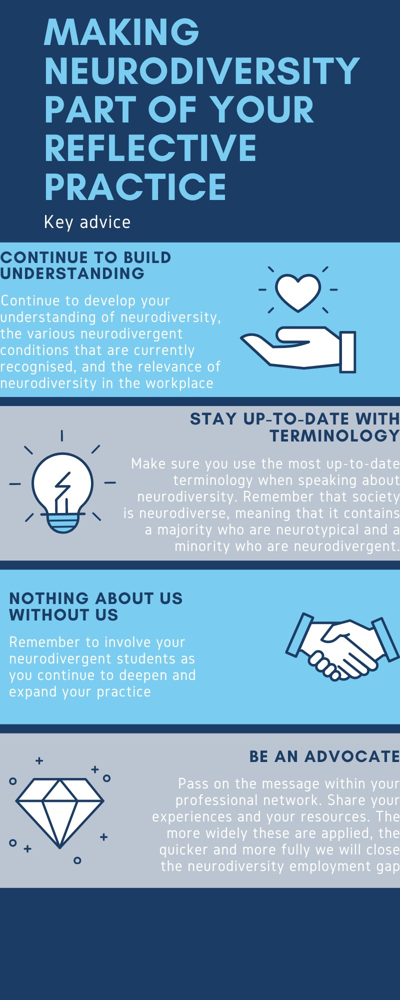 MAKING
NEURODIVERSITY
PART OF YOUR
REFLECTIVE
PRACTICE
Key advice
CONTINUE TO BUILD
UNDERSTANDING
Continue to develop your
understanding of neurodiversity,
the various neurodivergent
conditions that are currently
recognised, and the relevance of
neurodiversity in the workplace
STAY UP-TO-DATE WITH
TERMINOLOGY
Make sure you use the most up-to-date
terminology when speaking about
neurodiversity. Remember that society
is neurodiverse, meaning that it contains
a majority who are neurotypical and a
minority who are neurodivergent.
NOTHING ABOUT US
WITHOUT US
Remember to involve your
neurodivergent students as
you continue to deepen and
expand your practice
BE AN ADVOCATE
Pass on the message within your
professional network. Share your
experiences and your resources. The
more widely these are applied, the
quicker and more fully we will close
the neurodiversity employment gap